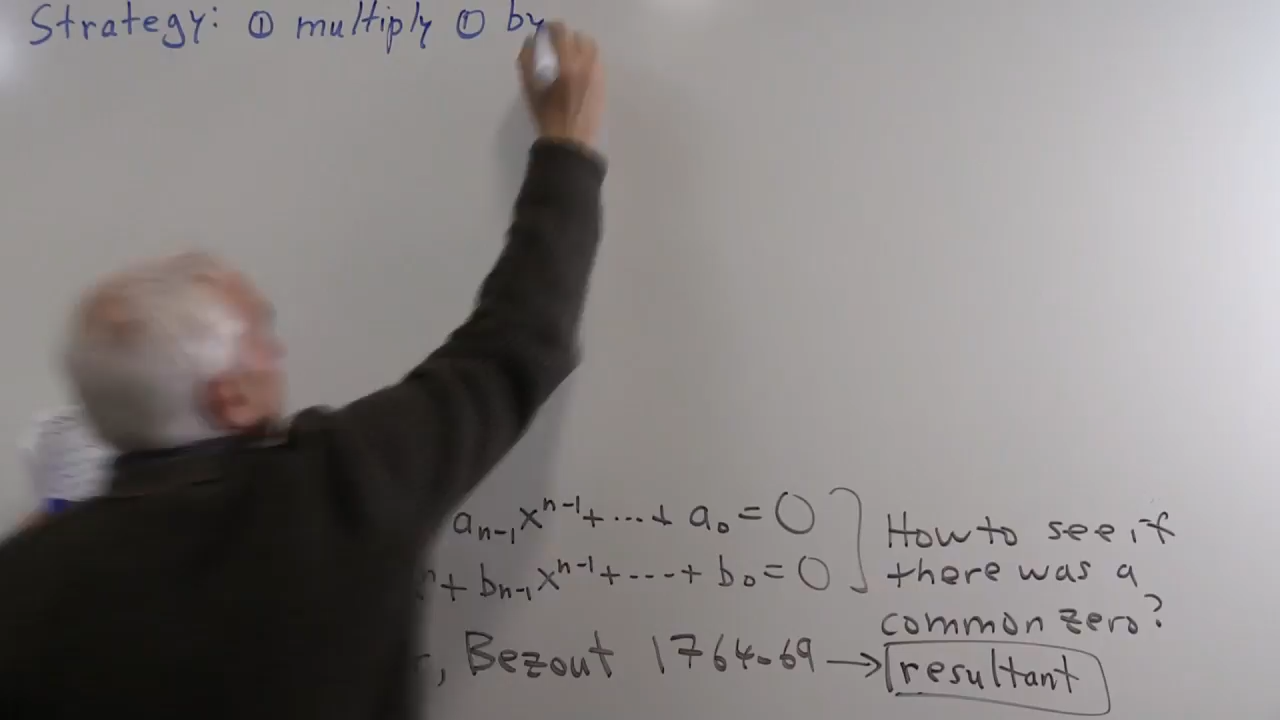 Strategy: ① multiply ① by
aₙ₋₁xⁿ⁻¹+...+ a₀=0
ⁿ+ bₙ₋₁xⁿ⁻¹+----+ b₀=0
How to see if
there was a
common zero?
, Bezout 1764-69 → resultant